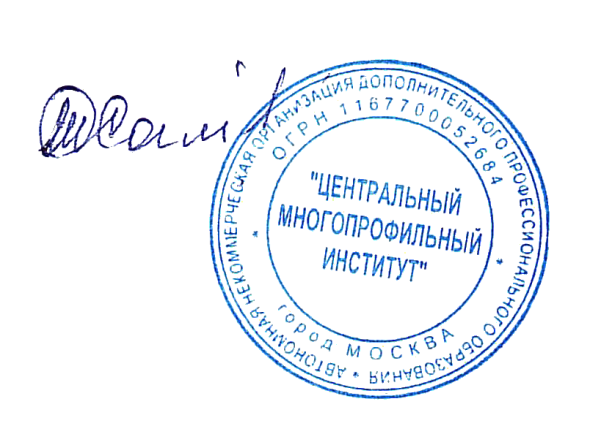 АВТОНОМНАЯ НЕКОММЕРЧЕСКАЯ ОРГАНИЗАЦИЯ ДОПОЛНИТЕЛЬНОГО ПРОФЕССИОНАЛЬНОГО ОБРАЗОВАНИЯ *
* ОГРН 1167700052684 *
"ЦЕНТРАЛЬНЫЙ
МНОГОПРОФИЛЬНЫЙ
ИНСТИТУТ"
город МОСКВА